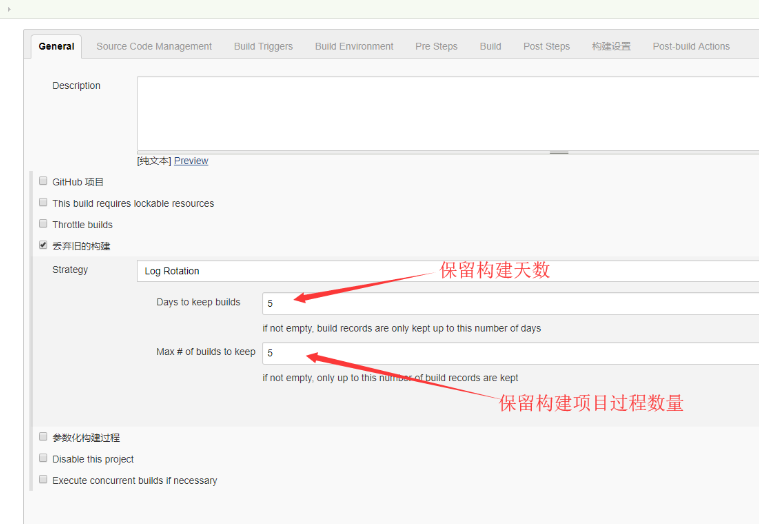 General Source Code Management Build Triggers Build Environment Pre Steps Build Post Steps 构建设置 Post-build Actions
Description
[纯文本] Preview
GitHub 项目
This build requires lockable resources
Throttle builds
丢弃旧的构建
Strategy Log Rotation
保留构建天数
Days to keep builds 5
if not empty, build records are only kept up to this number of days
Max # of builds to keep 5
if not empty, only up to this number of build records are kept
保留构建项目过程数量
参数化构建过程
Disable this project
Execute concurrent builds if necessary